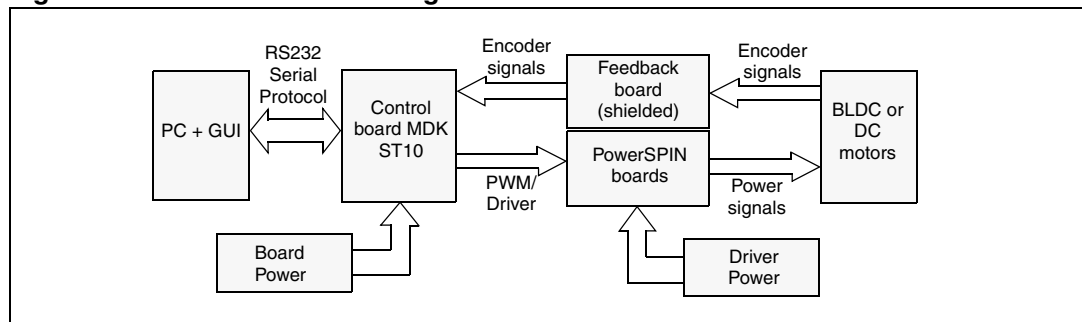 RS232
Serial
Protocol
Encoder
signals
Encoder
signals
PC + GUI
Control
board MDK
ST10
Feedback
board
(shielded)
BLDC or
DC
motors
PowerSPIN
boards
PWM/
Driver
Power
signals
Board
Power
Driver
Power